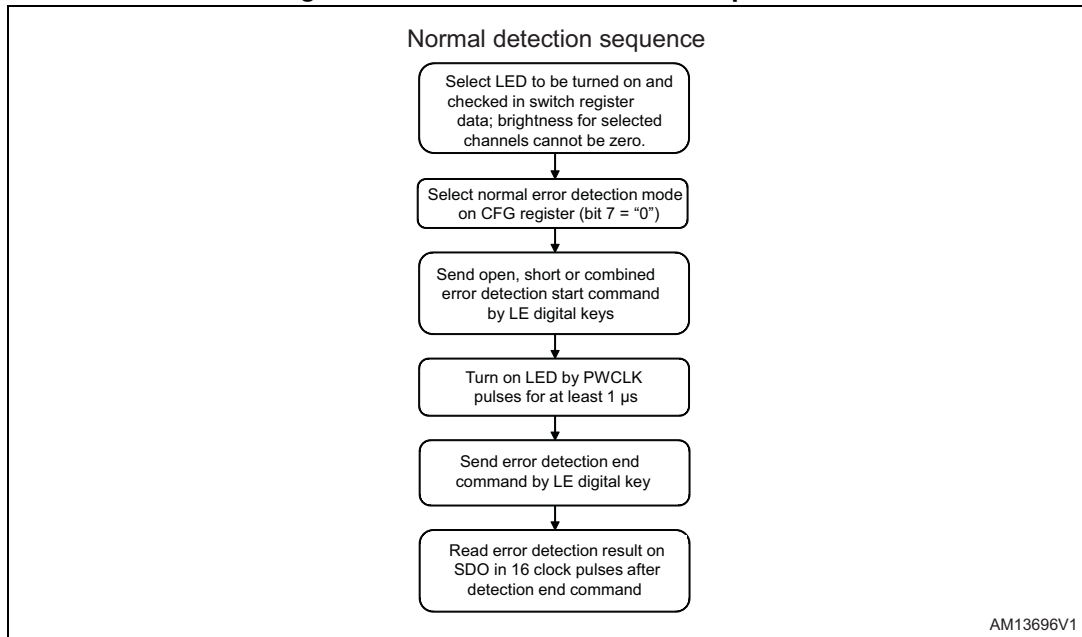 Normal detection sequence
Select LED to be turned on and
checked in switch register
data; brightness for selected
channels cannot be zero.
Select normal error detection mode
on CFG register (bit 7 = “0”)
Send open, short or combined
error detection start command
by LE digital keys
Turn on LED by PWCLK
pulses for at least 1 µs
Send error detection end
command by LE digital key
Read error detection result on
SDO in 16 clock pulses after
detection end command
AM13696V1